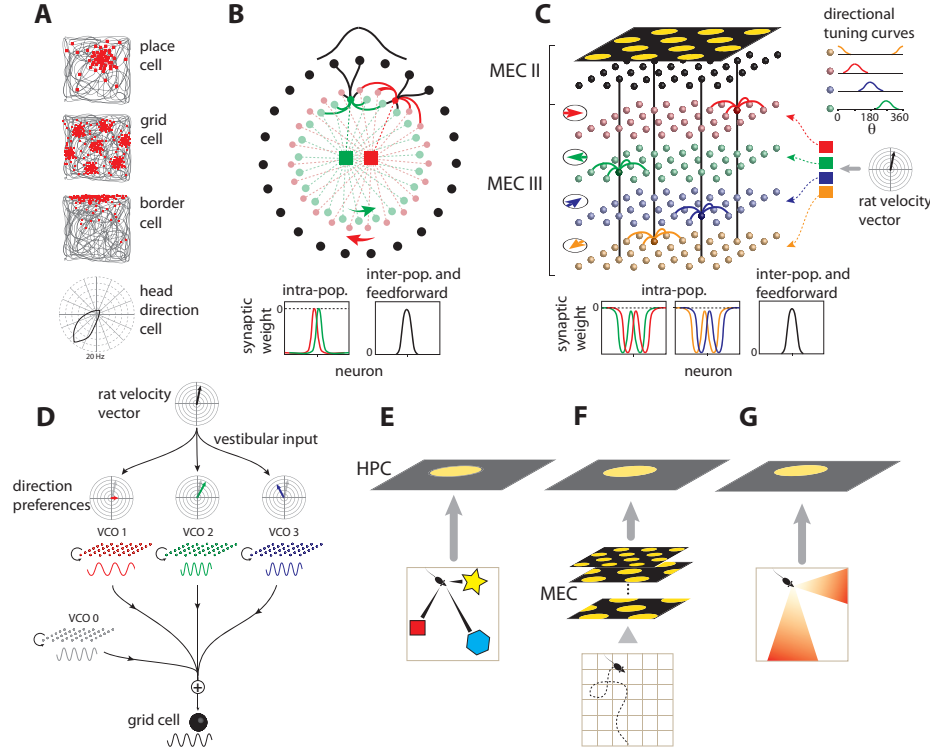 A
place
cell
grid
cell
border
cell
head
direction
cell
20 Hz
B
intra-pop.
inter-pop. and
feedforward
synaptic
weight
0
0
neuron
C
MEC II
MEC III
directional
tuning curves
0 180 360
θ
rat velocity
vector
intra-pop.
inter-pop. and
feedforward
synaptic
weight
0
0
neuron
D
rat velocity
vector
vestibular input
direction
preferences
VCO 1
VCO 2
VCO 3
VCO 0
+
grid cell
E
HPC
F
MEC
G